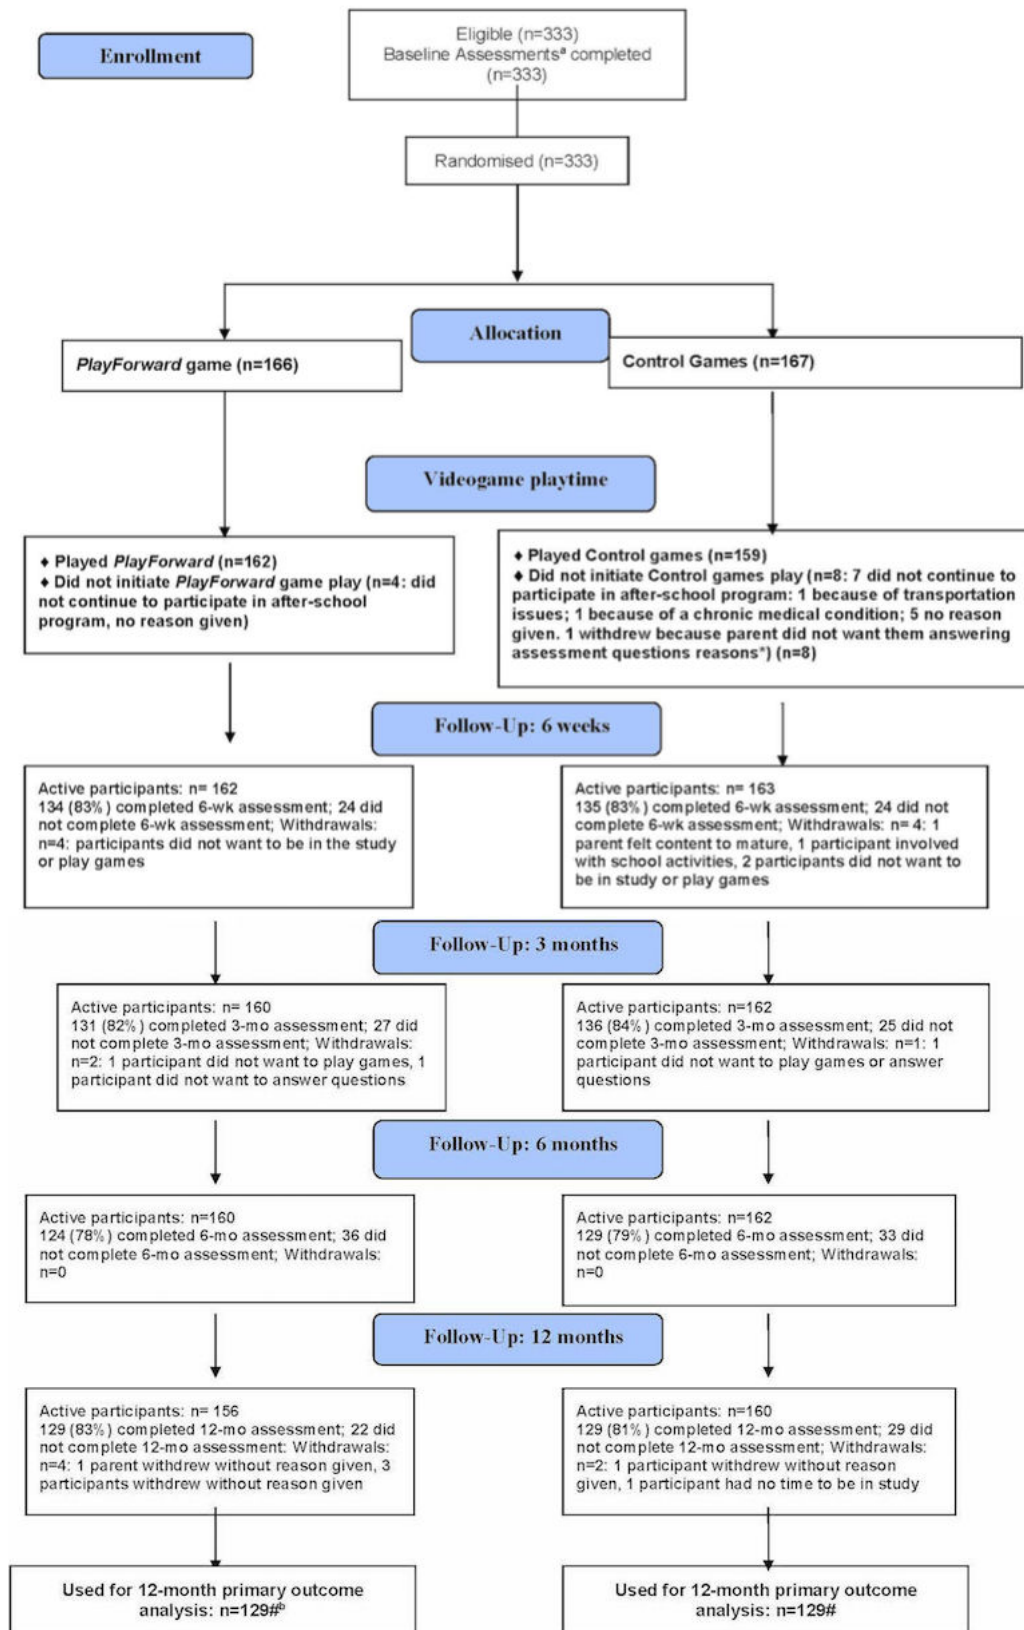 Enrollment
Eligible (n=333)
Baseline Assessmentsª completed
(n=333)
Randomised (n=333)
Allocation
PlayForward game (n=166)
Control Games (n=167)
Videogame playtime
♦ Played PlayForward (n=162)
♦ Did not initiate PlayForward game play (n=4: did
not continue to participate in after-school
program, no reason given)
♦ Played Control games (n=159)
♦ Did not initiate Control games play (n=8: 7 did not continue to
participate in after-school program: 1 because of transportation
issues; 1 because of a chronic medical condition; 5 no reason
given. 1 withdrew because parent did not want them answering
assessment questions reasons*) (n=8)
Follow-Up: 6 weeks
Active participants: n= 162
134 (83%) completed 6-wk assessment; 24 did
not complete 6-wk assessment; Withdrawals:
n=4: participants did not want to be in the study
or play games
Active participants: n= 163
135 (83%) completed 6-wk assessment; 24 did not
complete 6-wk assessment; Withdrawals: n= 4: 1
parent felt content to mature, 1 participant involved
with school activities, 2 participants did not want to
be in study or play games
Follow-Up: 3 months
Active participants: n= 160
131 (82%) completed 3-mo assessment; 27 did
not complete 3-mo assessment; Withdrawals:
n=2: 1 participant did not want to play games, 1
participant did not want to answer questions
Active participants: n=162
136 (84%) completed 3-mo assessment; 25 did not
complete 3-mo assessment; Withdrawals: n=1: 1
participant did not want to play games or answer
questions
Follow-Up: 6 months
Active participants: n=160
124 (78%) completed 6-mo assessment; 36 did
not complete 6-mo assessment; Withdrawals:
n=0
Active participants: n=162
129 (79%) completed 6-mo assessment; 33 did
not complete 6-mo assessment; Withdrawals:
n=0
Follow-Up: 12 months
Active participants: n= 156
129 (83%) completed 12-mo assessment; 22 did
not complete 12-mo assessment: Withdrawals:
n=4: 1 parent withdrew without reason given, 3
participants withdrew without reason given
Active participants: n=160
129 (81%) completed 12-mo assessment; 29 did
not complete 12-mo assessment; Withdrawals:
n=2: 1 participant withdrew without reason
given, 1 participant had no time to be in study
Used for 12-month primary outcome
analysis: n=129#ᵇ
Used for 12-month primary outcome
analysis: n=129#